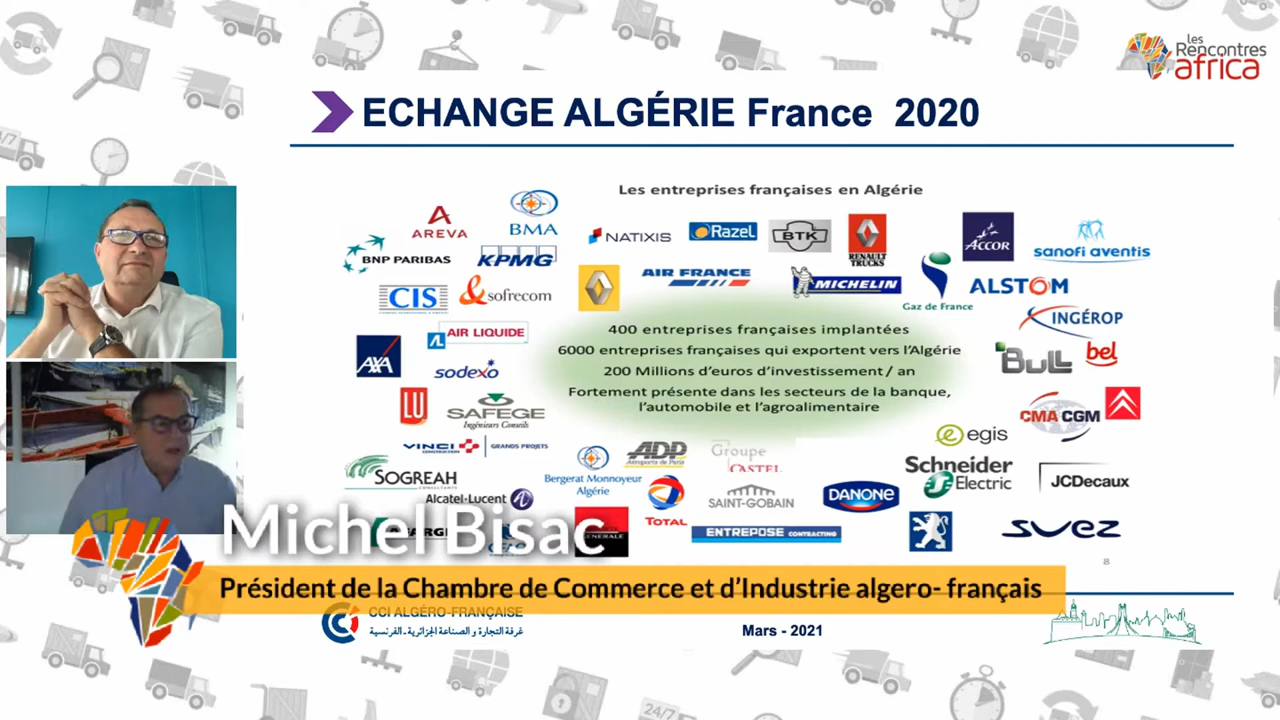 les
Rencontres
africa
ECHANGE ALGÉRIE France 2020
Les entreprises françaises en Algérie
AREVA
BMA
NATIXIS
Razel
BTK
RENAULT
TRUCKS
ACCOR
sanofi aventis
BNP PARIBAS
KPMG
AIR FRANCE
MICHELIN
Gaz de France
ALSTOM
CIS
&sofrecom
INGÉROP
AIR LIQUIDE
400 entreprises françaises implantées
6000 entreprises françaises qui exportent vers l'Algérie
200 Millions d'euros d'investissement / an
Fortement présente dans les secteurs de la banque,
l'automobile et l'agroalimentaire
AXA
sodexo
Bull
bel
LU
SAFEGE
Ingénieurs Conseils
CMA CGM
egis
VINCI
CONSTRUCTION
GRANDS PROJETS
ADP
Aéroports de Paris
Groupe
CASTEL
SOGREAH
CONSULTANTS
Bergerat Monnoyeur
Algérie
Schneider
Electric
JCDecaux
Alcatel-Lucent
TOTAL
SAINT-GOBAIN
DANONE
GENERALE
ENTREPOSE CONTRACTING
SUEZ
8
Michel Bisac
Président de la Chambre de Commerce et d'Industrie algero- français
CCI ALGÉRO-FRANÇAISE
غرفة التجارة و الصناعة الجزائرية - الفرنسية
Mars - 2021
24/7
24/7